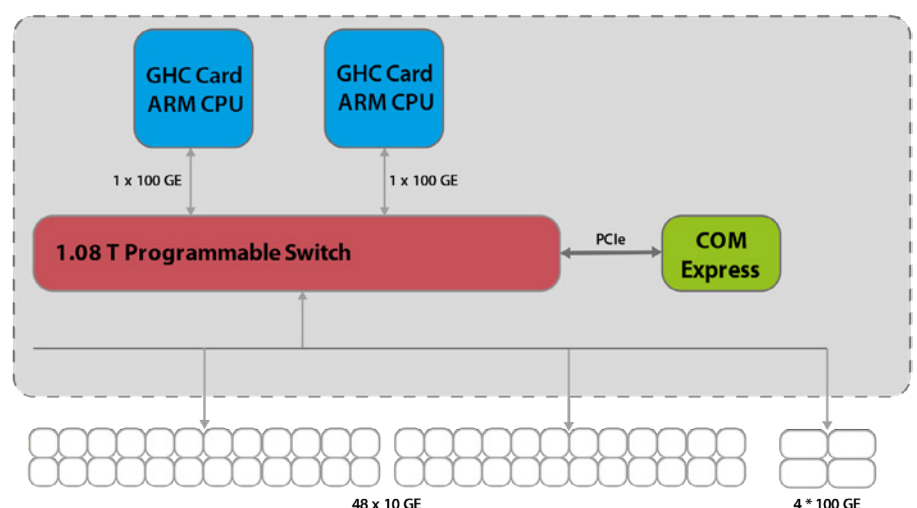 GHC Card
ARM CPU
GHC Card
ARM CPU
1 x 100 GE
1 x 100 GE
1.08 T Programmable Switch
PCIe
COM
Express
48 x 10 GE
4 * 100 GE